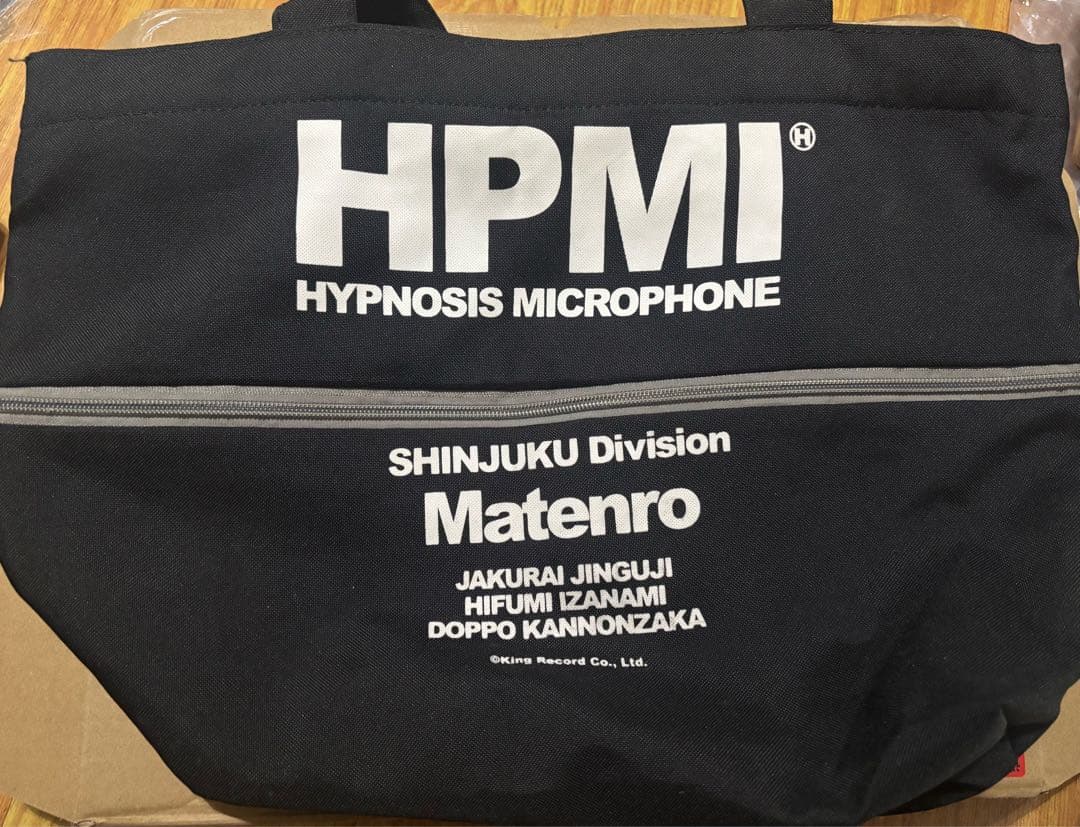 HPMI Ⓗ
HYPNOSIS MICROPHONE
SHINJUKU Division
Matenro
JAKURAI JINGUJI
HIFUMI IZANAMI
DOPPO KANNONZAKA
©King Record Co., Ltd.